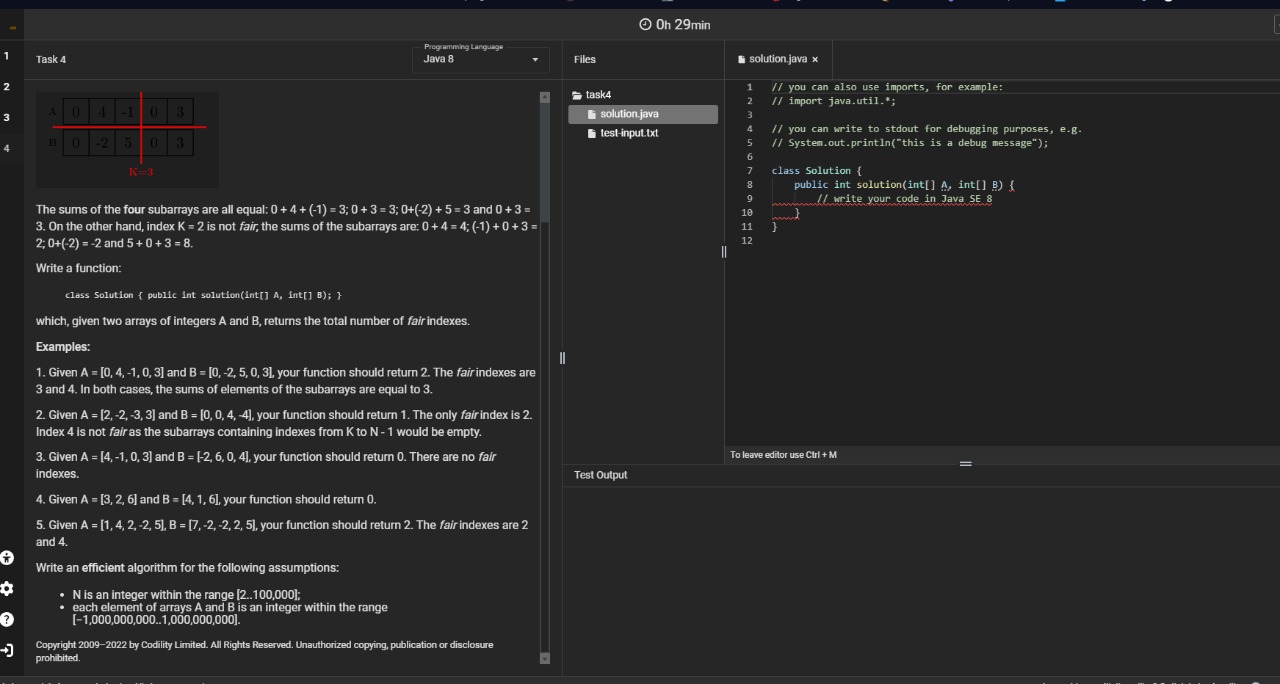 0h 29min
1
2
3
4
Task 4
Programming Language
Java 8
A 0 4 -1 0 3
B 0 -2 5 0 3
K=3
The sums of the four subarrays are all equal: 0 + 4 + (-1) = 3; 0 + 3 = 3; 0+(-2) + 5 = 3 and 0 + 3 =
3. On the other hand, index K = 2 is not fair; the sums of the subarrays are: 0 + 4 = 4; (-1) + 0 + 3 =
2; 0+(-2) = -2 and 5 + 0 + 3 = 8.
Write a function:
class Solution { public int solution(int[] A, int[] B); }
which, given two arrays of integers A and B, returns the total number of fair indexes.
Examples:
1. Given A = [0, 4, -1, 0, 3] and B = [0, -2, 5, 0, 3], your function should return 2. The fair indexes are
3 and 4. In both cases, the sums of elements of the subarrays are equal to 3.
2. Given A = [2, -2, -3, 3] and B = [0, 0, 4, -4], your function should return 1. The only fair index is 2.
Index 4 is not fair as the subarrays containing indexes from K to N - 1 would be empty.
3. Given A = [4, -1, 0, 3] and B = [-2, 6, 0, 4], your function should return 0. There are no fair
indexes.
4. Given A = [3, 2, 6] and B = [4, 1, 6], your function should return 0.
5. Given A = [1, 4, 2, -2, 5], B = [7, -2, -2, 2, 5], your function should return 2. The fair indexes are 2
and 4.
Write an efficient algorithm for the following assumptions:
• N is an integer within the range [2..100,000];
• each element of arrays A and B is an integer within the range
[−1,000,000,000..1,000,000,000].
Copyright 2009–2022 by Codility Limited. All Rights Reserved. Unauthorized copying, publication or disclosure
prohibited.
Files
task4
solution.java
test-input.txt
solution.java ×
1 // you can also use imports, for example:
2 // import java.util.*;
3
4 // you can write to stdout for debugging purposes, e.g.
5 // System.out.println("this is a debug message");
6
7 class Solution {
8 public int solution(int[] A, int[] B) {
9 // write your code in Java SE 8
10 }
11 }
12
To leave editor use Ctrl + M
Test Output